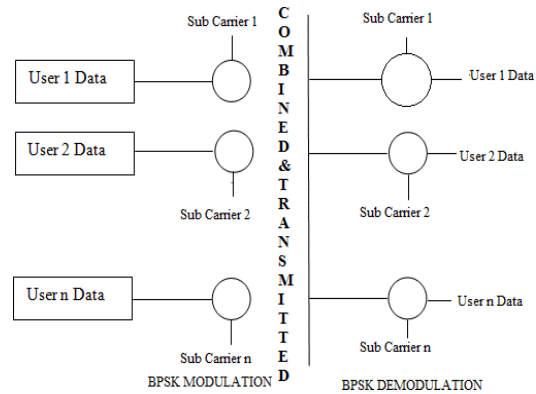 Sub Carrier 1
User 1 Data
User 2 Data
Sub Carrier 2
User n Data
Sub Carrier n
BPSK MODULATION
COMBINED & TRANSMITTED
Sub Carrier 1
User 1 Data
User 2 Data
Sub Carrier 2
User n Data
Sub Carrier n
BPSK DEMODULATION